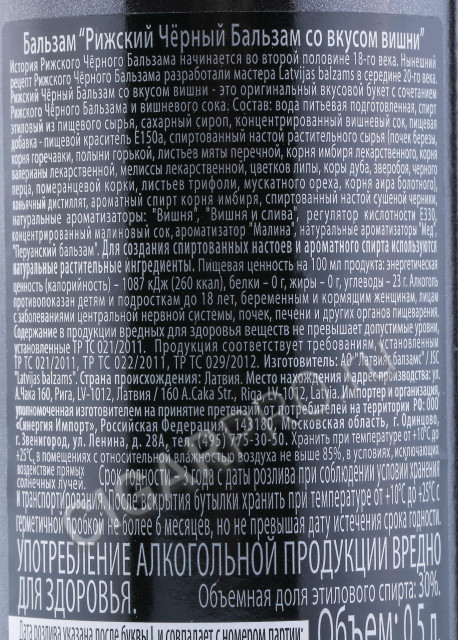 Бальзам "Рижский Чёрный Бальзам со вкусом вишни"
История Рижского Чёрного Бальзама начинается во второй половине 18-го века. Нынешний
рецепт Рижского Чёрного Бальзама разработали мастера Latvijas balzams в середине 20-го века.
Рижский Чёрный Бальзам со вкусом вишни - это оригинальный вкусовой букет с сочетанием
Рижского Чёрного Бальзама и вишневого сока. Состав: вода питьевая подготовленная, спирт
этиловый из пищевого сырья, сахарный сироп, концентрированный вишневый сок, пищевая
добавка - пищевой краситель E150a, спиртованный настой растительного сырья (почек березы,
корня горечавки, полыни горькой, листьев мяты перечной, корня имбиря лекарственного, корня
валерианы лекарственной, мелиссы лекарственной, цветков липы, коры дуба, зверобоя, черного
перца, померанцевой корки, листьев трифоли, мускатного ореха, корня аира болотного),
коньячный дистиллят, ароматный спирт корня имбиря, спиртованный настой сушеной черники,
натуральные ароматизаторы: "Вишня", "Вишня и слива", регулятор кислотности E330,
концентрированный малиновый сок, ароматизатор "Малина", натуральные ароматизаторы "Мед",
"Перуанский бальзам". Для создания спиртованных настоев и ароматного спирта используются
натуральные растительные ингредиенты. Пищевая ценность на 100 мл продукта: энергетическая
ценность (калорийность) – 1087 кДж (260 ккал), белки – 0 г, жиры – 0 г, углеводы – 23 г. Алкоголь
противопоказан детям и подросткам до 18 лет, беременным и кормящим женщинам, лицам
с заболеваниями центральной нервной системы, почек, печени и других органов пищеварения.
Содержание в продукции вредных для здоровья веществ не превышает допустимые уровни,
установленные ТР ТС 021/2011. Продукция соответствует требованиям, установленным
ТР ТС 021/2011, ТР ТС 022/2011, ТР ТС 029/2012. Изготовитель: АО "Латвияс балзамс" / JSC
"Latvijas balzams". Страна происхождения: Латвия. Место нахождения и адрес производства: ул.
А.Чака 160, Рига, LV-1012, Латвия / 160 A.Caka Str., Riga, LV-1012, Latvia. Импортер и организация,
уполномоченная изготовителем на принятие претензий от потребителей на территории РФ: ООО
«Синергия Импорт», Российская Федерация, 143180, Московская область, г. Одинцово,
г. Звенигород, ул. Ленина, д. 28А, тел. 75-30-30. Хранить при температуре от +10°C до
+25°C, в помещениях с относительной влажностью воздуха не выше 85%, в условиях, исключающих
воздействие прямых
солнечных лучей. Срок годности: года с даты розлива при соблюдении условий хранения
и транспортирования. После вскрытия бутылки хранить при температуре от +10°C до +25°C с
герметичной пробкой не более 6 месяцев, но не превышая дату истечения срока годности.
УПОТРЕБЛЕНИЕ АЛКОГОЛЬНОЙ ПРОДУКЦИИ ВРЕДНО
ДЛЯ ЗДОРОВЬЯ. Объемная доля этилового спирта: 30%.
Дата розлива указана после буквы L и совпадает с номером партии: Объем: 0,5 л.
CIGARPRO.RU